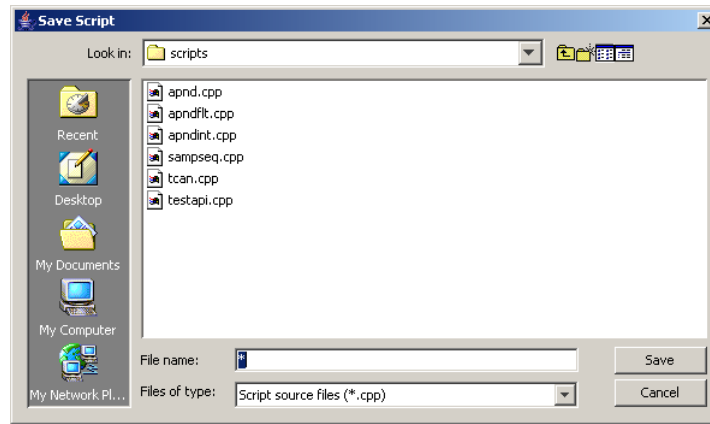 Save Script
Look in:
scripts
apnd.cpp
apndflt.cpp
apndint.cpp
sampseq.cpp
tcan.cpp
testapi.cpp
Recent
Desktop
My Documents
My Computer
My Network Pl...
File name:
*
Save
Files of type:
Script source files (*.cpp)
Cancel